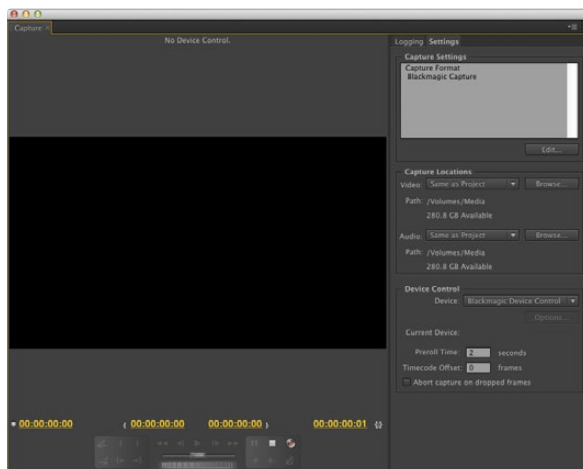 Capture ×
No Device Control.
Logging Settings
Capture Settings
Capture Format
Blackmagic Capture
Edit...
Capture Locations
Video: Same as Project Browse...
Path: /Volumes/Media
280.8 GB Available
Audio: Same as Project Browse...
Path: /Volumes/Media
280.8 GB Available
Device Control
Device: Blackmagic Device Control
Options...
Current Device:
Preroll Time: 2 seconds
Timecode Offset: 0 frames
Abort capture on dropped frames
00:00:00:00 { 00:00:00:00 00:00:00:00 } 00:00:00:01 {}